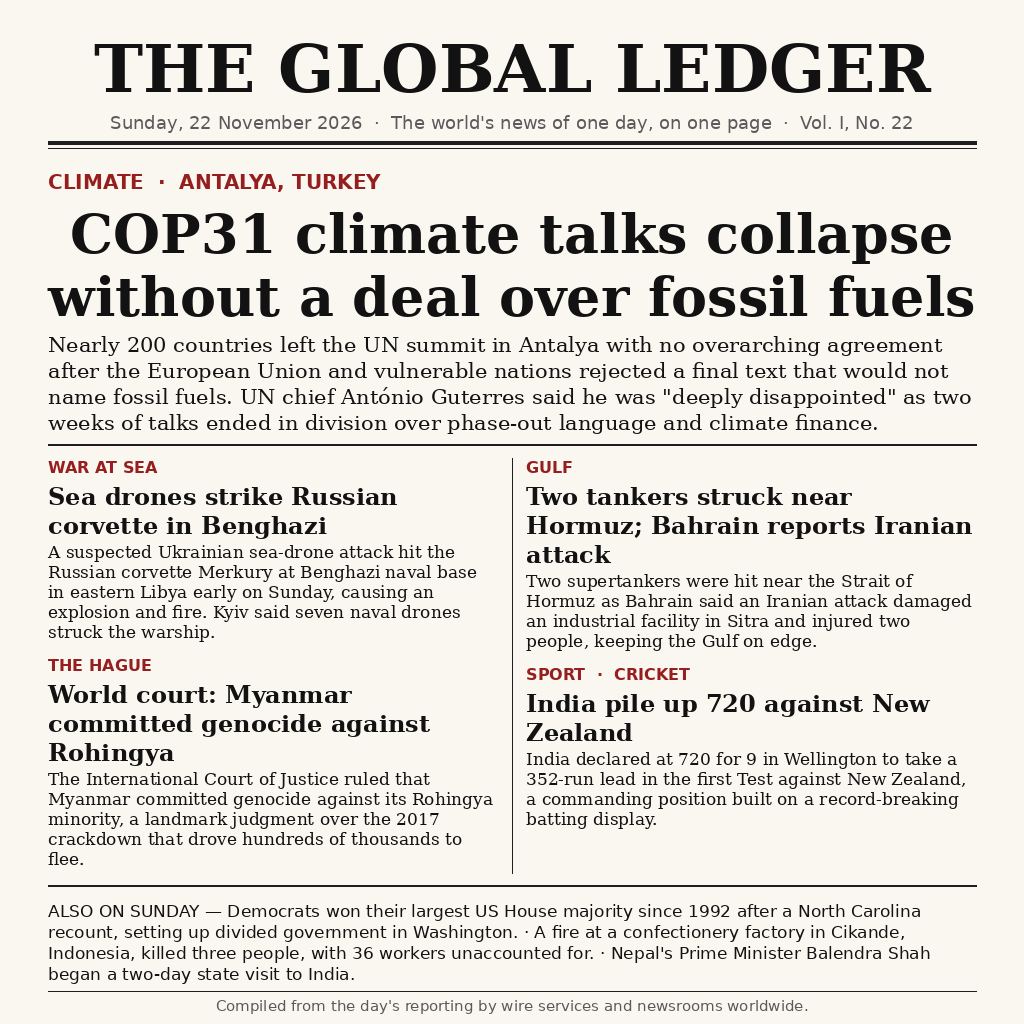 THE GLOBAL LEDGER
Sunday, 22 November 2026 · The world's news of one day, on one page · Vol. I, No. 22
CLIMATE · ANTALYA, TURKEY
COP31 climate talks collapse
without a deal over fossil fuels
Nearly 200 countries left the UN summit in Antalya with no overarching agreement
after the European Union and vulnerable nations rejected a final text that would not
name fossil fuels. UN chief António Guterres said he was "deeply disappointed" as two
weeks of talks ended in division over phase-out language and climate finance.
WAR AT SEA
Sea drones strike Russian
corvette in Benghazi
A suspected Ukrainian sea-drone attack hit the
Russian corvette Merkury at Benghazi naval base
in eastern Libya early on Sunday, causing an
explosion and fire. Kyiv said seven naval drones
struck the warship.
THE HAGUE
World court: Myanmar
committed genocide against
Rohingya
The International Court of Justice ruled that
Myanmar committed genocide against its Rohingya
minority, a landmark judgment over the 2017
crackdown that drove hundreds of thousands to
flee.
GULF
Two tankers struck near
Hormuz; Bahrain reports Iranian
attack
Two supertankers were hit near the Strait of
Hormuz as Bahrain said an Iranian attack damaged
an industrial facility in Sitra and injured two
people, keeping the Gulf on edge.
SPORT · CRICKET
India pile up 720 against New
Zealand
India declared at 720 for 9 in Wellington to take a
352-run lead in the first Test against New Zealand,
a commanding position built on a record-breaking
batting display.
ALSO ON SUNDAY — Democrats won their largest US House majority since 1992 after a North Carolina
recount, setting up divided government in Washington. · A fire at a confectionery factory in Cikande,
Indonesia, killed three people, with 36 workers unaccounted for. · Nepal's Prime Minister Balendra Shah
began a two-day state visit to India.
Compiled from the day's reporting by wire services and newsrooms worldwide.